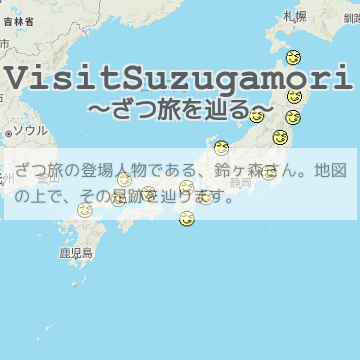 吉林省
札幌
釧路
VisitSuzugamori
～ざつ旅を辿る～
ソウル
ざつ旅の登場人物である、鈴ヶ森さん。地図
の上で、その足跡を辿ります。
静岡
鹿児島